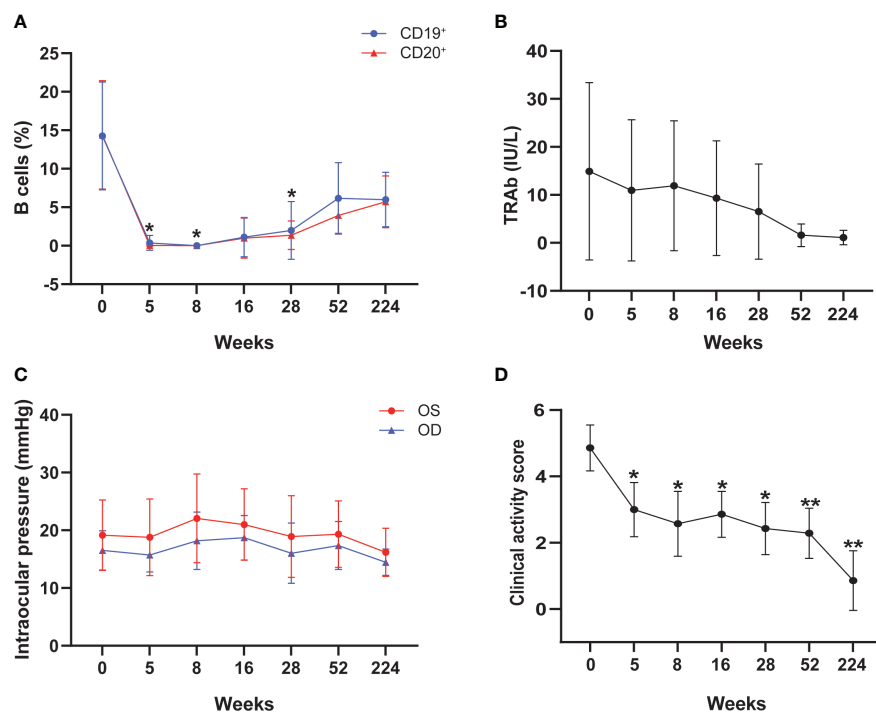 A
CD19⁺
CD20⁺
B cells (%)
25
20
15
10
5
0
-5
*
*
*
0 5 8 16 28 52 224
Weeks
B
TRAb (IU/L)
40
30
20
10
0
-10
0 5 8 16 28 52 224
Weeks
C
OS
OD
Intraocular pressure (mmHg)
40
30
20
10
0
0 5 8 16 28 52 224
Weeks
D
Clinical activity score
6
4
2
0
*
*
*
*
**
**
0 5 8 16 28 52 224
Weeks